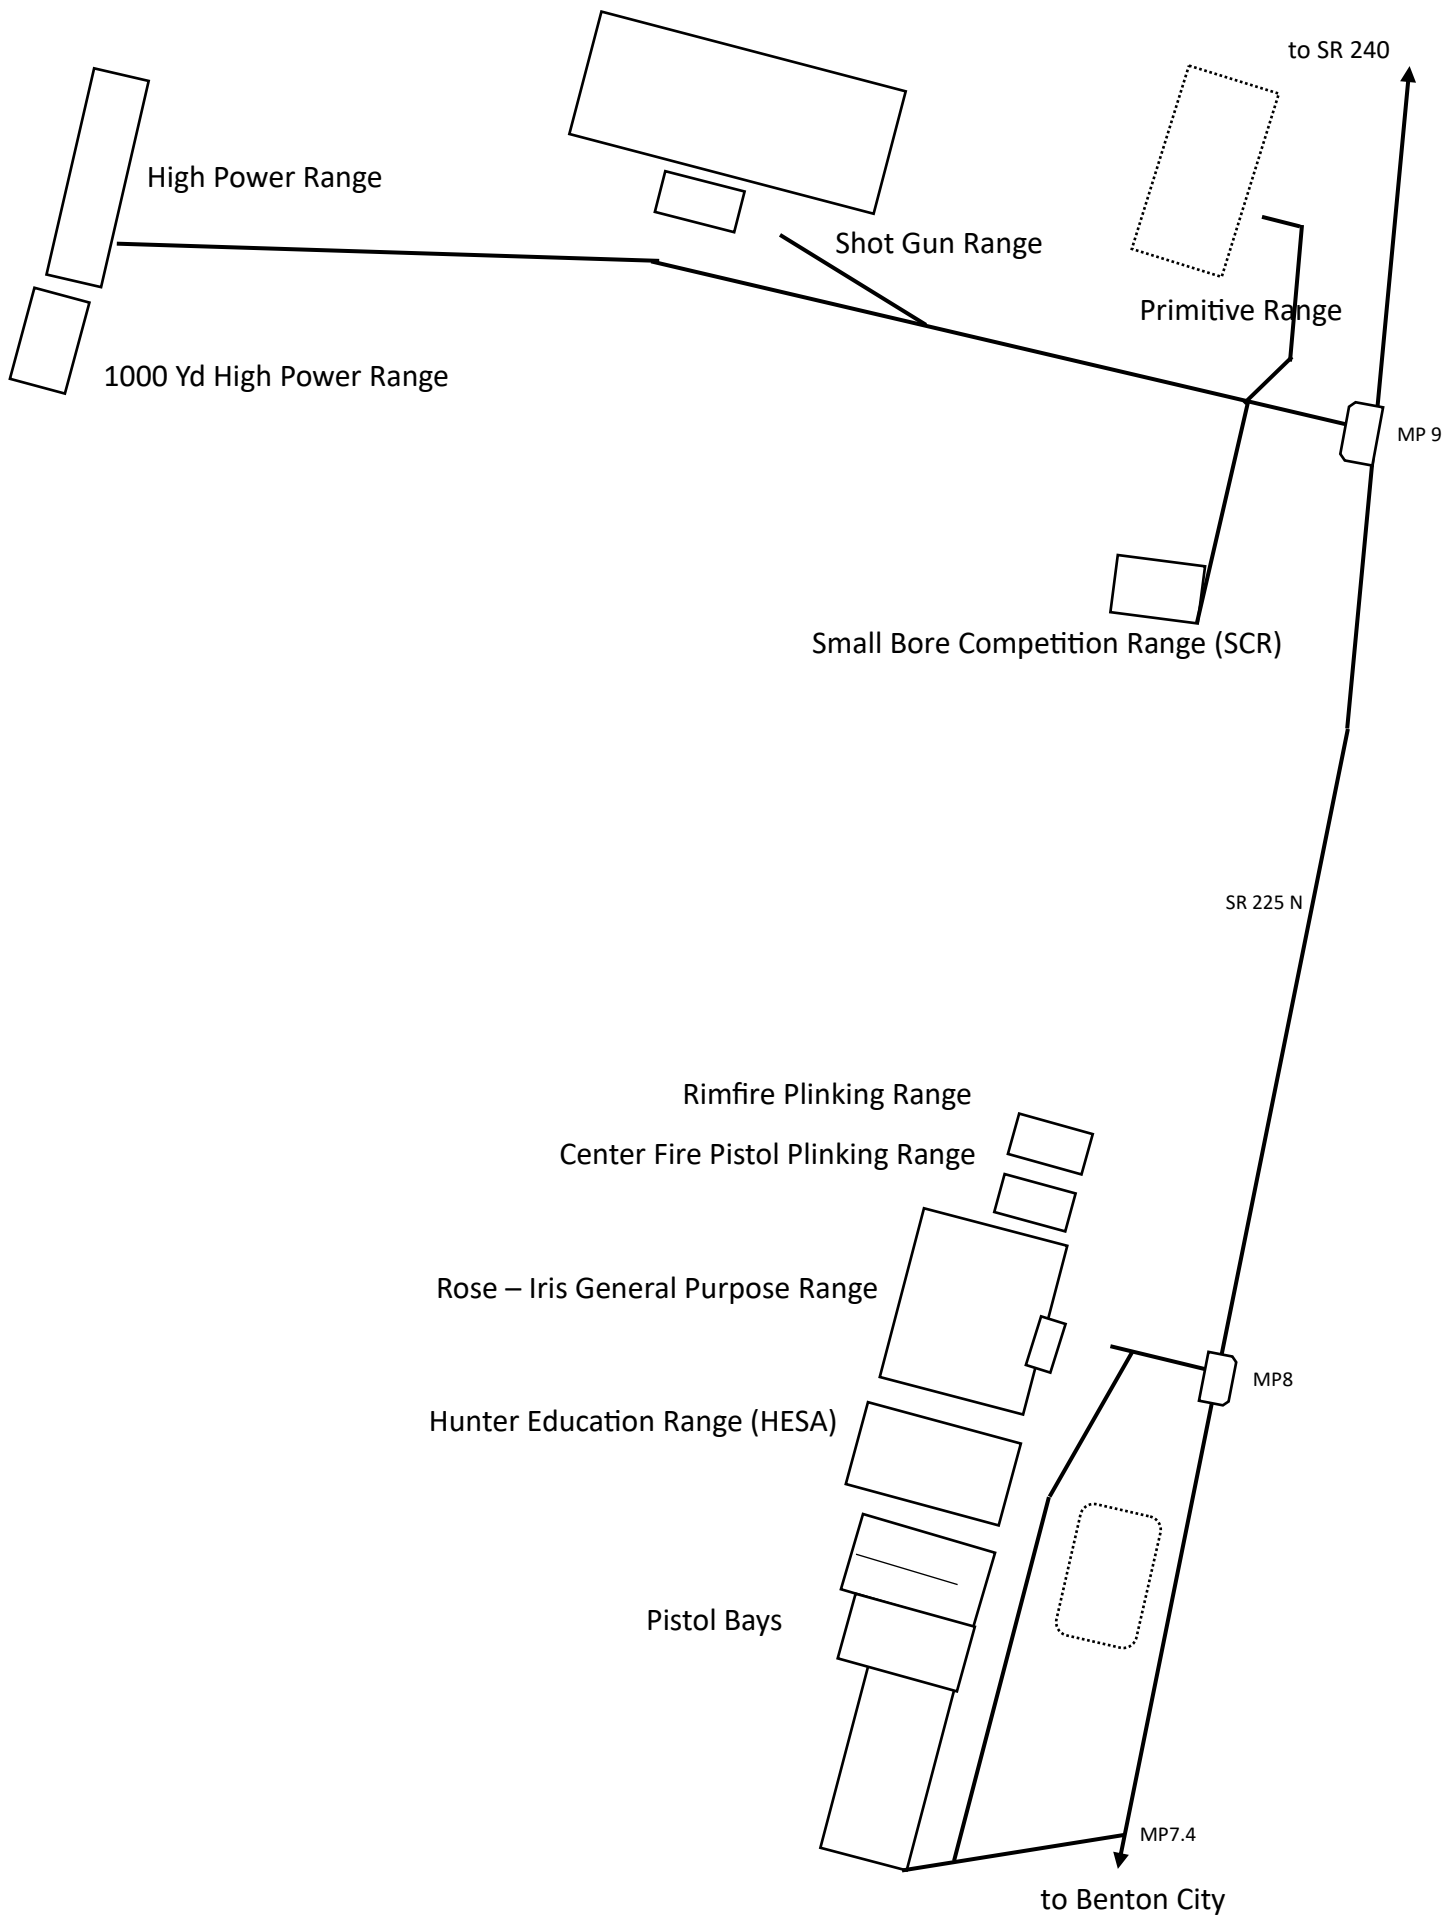 to SR 240
High Power Range
Shot Gun Range
Primitive Range
1000 Yd High Power Range
MP 9
Small Bore Competition Range (SCR)
SR 225 N
Rimfire Plinking Range
Center Fire Pistol Plinking Range
Rose – Iris General Purpose Range
MP8
Hunter Education Range (HESA)
Pistol Bays
MP7.4
to Benton City